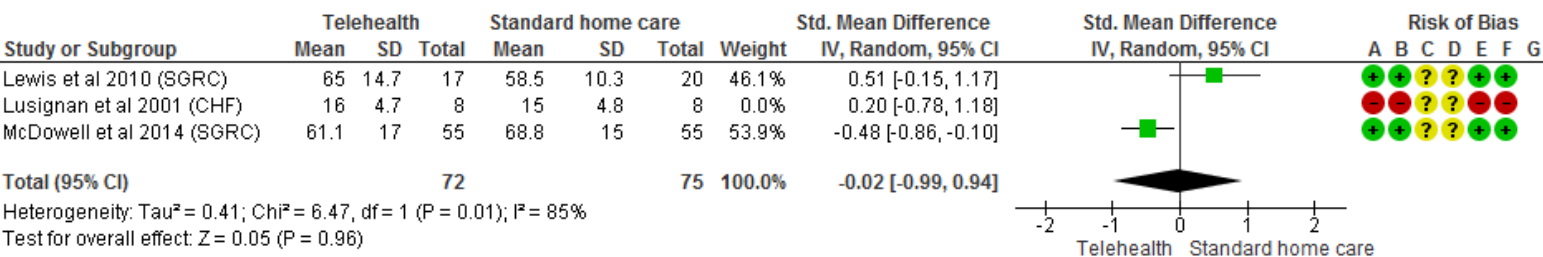 Telehealth Standard home care Std. Mean Difference Std. Mean Difference Risk of Bias
Study or Subgroup Mean SD Total Mean SD Total Weight IV, Random, 95% CI IV, Random, 95% CI A B C D E F G
Lewis et al 2010 (SGRC) 65 14.7 17 58.5 10.3 20 46.1% 0.51 [-0.15, 1.17] + + ? ? + +
Lusignan et al 2001 (CHF) 16 4.7 8 15 4.8 8 0.0% 0.20 [-0.78, 1.18] - - ? ? - -
McDowell et al 2014 (SGRC) 61.1 17 55 68.8 15 55 53.9% -0.48 [-0.86, -0.10] + + ? ? + +
Total (95% CI) 72 75 100.0% -0.02 [-0.99, 0.94]
Heterogeneity: Tau² = 0.41; Chi² = 6.47, df = 1 (P = 0.01); I² = 85%
Test for overall effect: Z = 0.05 (P = 0.96)
-2 -1 0 1 2
Telehealth Standard home care